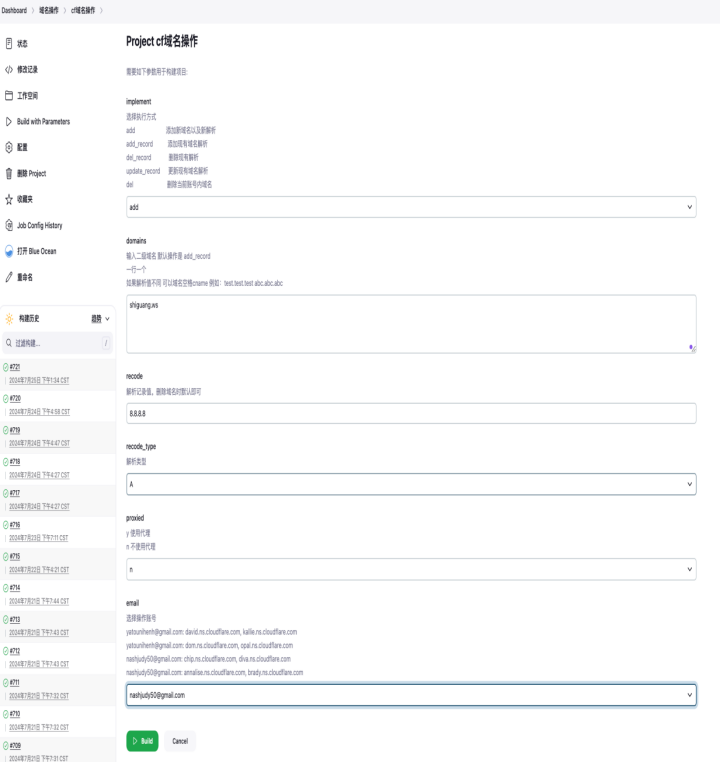 Dashboard > 域名操作 > cf域名操作 >
状态
修改记录
工作空间
Build with Parameters
配置
删除 Project
收藏夹
Job Config History
打开 Blue Ocean
重命名
构建历史 趋势
过滤构建... /
#721
2024年7月25日 下午1:34 CST
#720
2024年7月24日 下午4:58 CST
#719
2024年7月24日 下午4:47 CST
#718
2024年7月24日 下午4:27 CST
#717
2024年7月24日 下午4:27 CST
#716
2024年7月23日 下午7:11 CST
#715
2024年7月22日 下午4:21 CST
#714
2024年7月21日 下午7:44 CST
#713
2024年7月21日 下午7:43 CST
#712
2024年7月21日 下午7:43 CST
#711
2024年7月21日 下午7:32 CST
#710
2024年7月21日 下午7:32 CST
#709
2024年7月21日 下午7:31 CST
Project cf域名操作
需要如下参数用于构建项目:
implement
选择执行方式
add 添加新域名以及新解析
add_record 添加现有域名解析
del_record 删除现有解析
update_record 更新现有域名解析
del 删除当前账号内域名
add
domains
输入二级域名 默认操作是 add_record
一行一个
如果解析值不同 可以域名空格cname 例如: test.test.test abc.abc.abc
shiguang.ws
recode
解析记录值，删除域名时默认即可
8.8.8.8
recode_type
解析类型
A
proxied
y 使用代理
n 不使用代理
n
email
选择操作账号
yatounihenh@gmail.com: david.ns.cloudflare.com, kallie.ns.cloudflare.com
yatounihenh@gmail.com: dom.ns.cloudflare.com, opal.ns.cloudflare.com
nashjudy50@gmail.com: chip.ns.cloudflare.com, diva.ns.cloudflare.com
nashjudy50@gmail.com: annalise.ns.cloudflare.com, brady.ns.cloudflare.com
nashjudy50@gmail.com
Build Cancel